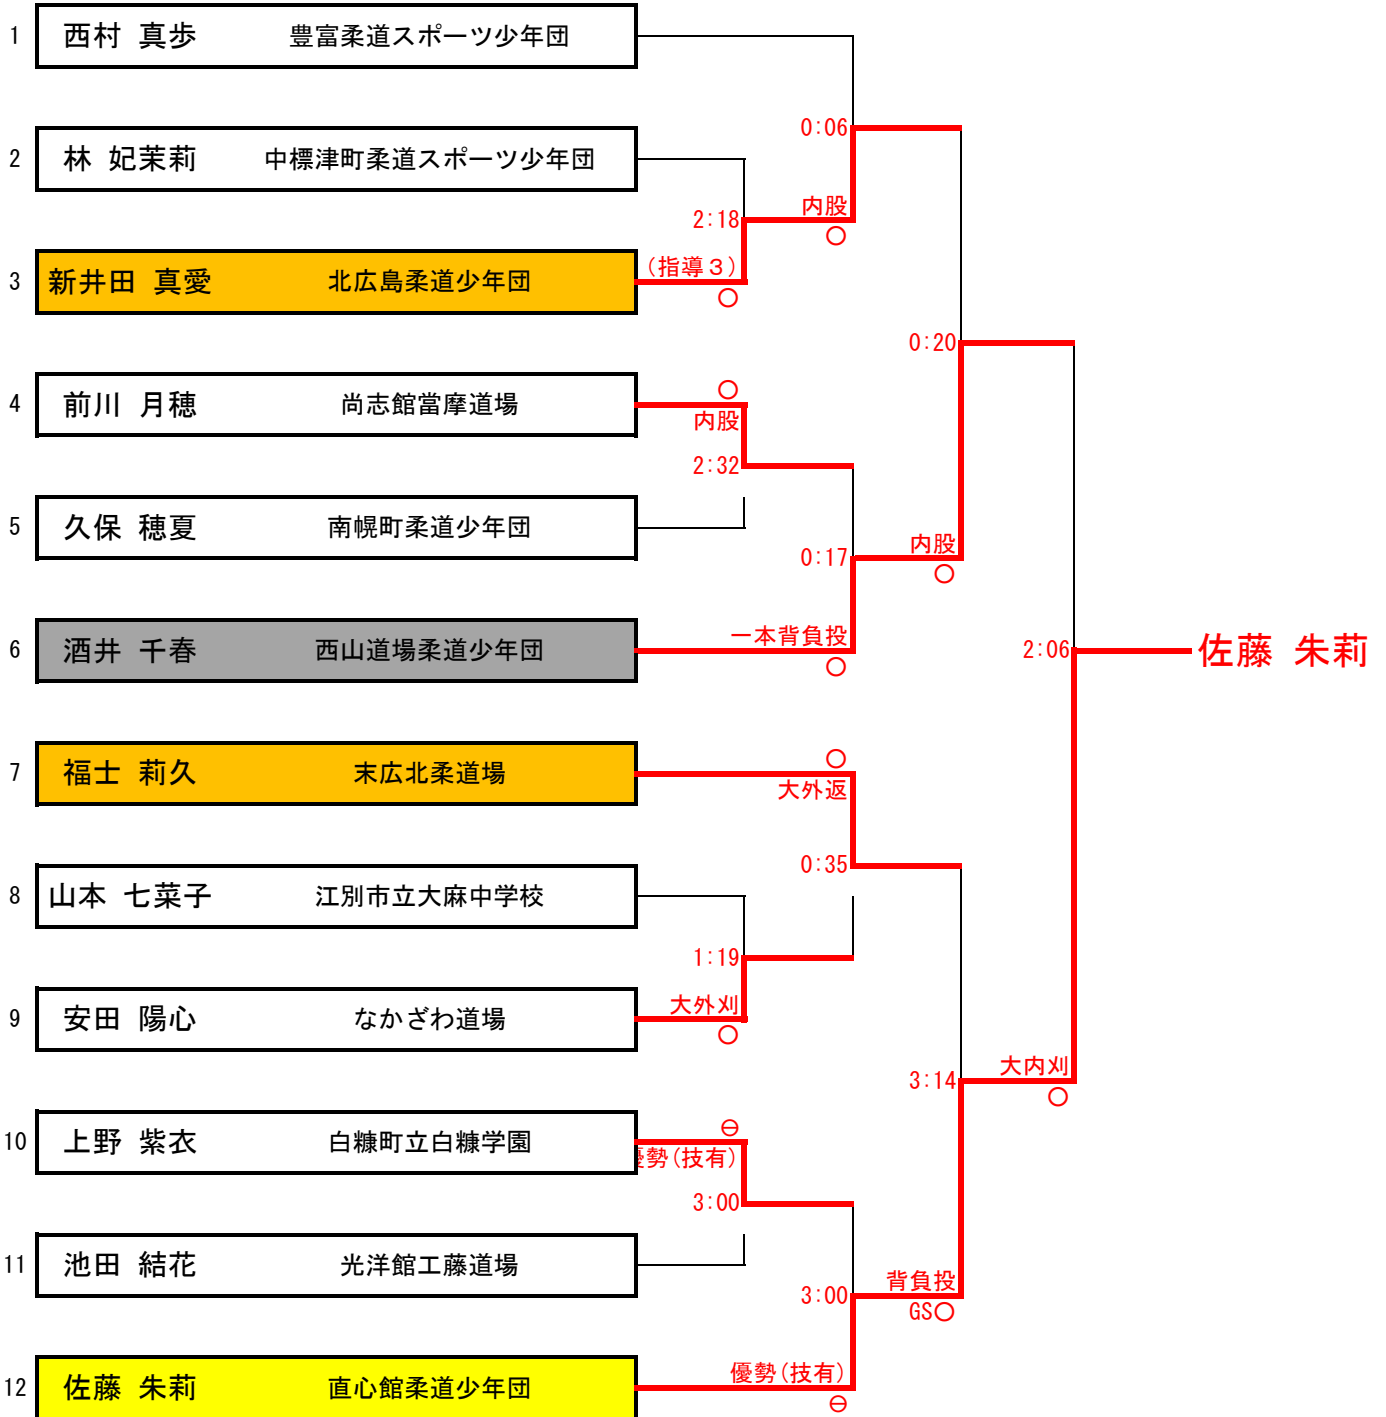 1 西村 真歩 豊富柔道スポーツ少年団
0:06
2 林 妃茉莉 中標津町柔道スポーツ少年団
内股
2:18
○
(指導3)
3 新井田 真愛 北広島柔道少年団
○
0:20
○
4 前川 月穂 尚志館當摩道場
内股
2:32
5 久保 穂夏 南幌町柔道少年団
内股
0:17
○
一本背負投
6 酒井 千春 西山道場柔道少年団
2:06 佐藤 朱莉
○
○
7 福士 莉久 末広北柔道場
大外返
0:35
8 山本 七菜子 江別市立大麻中学校
1:19
大外刈
9 安田 陽心 なかざわ道場
○
大内刈
3:14
○
⊖
10 上野 紫衣 白糠町立白糠学園
優勢(技有)
3:00
11 池田 結花 光洋館工藤道場
背負投
3:00
GS○
優勢(技有)
12 佐藤 朱莉 直心館柔道少年団
⊖